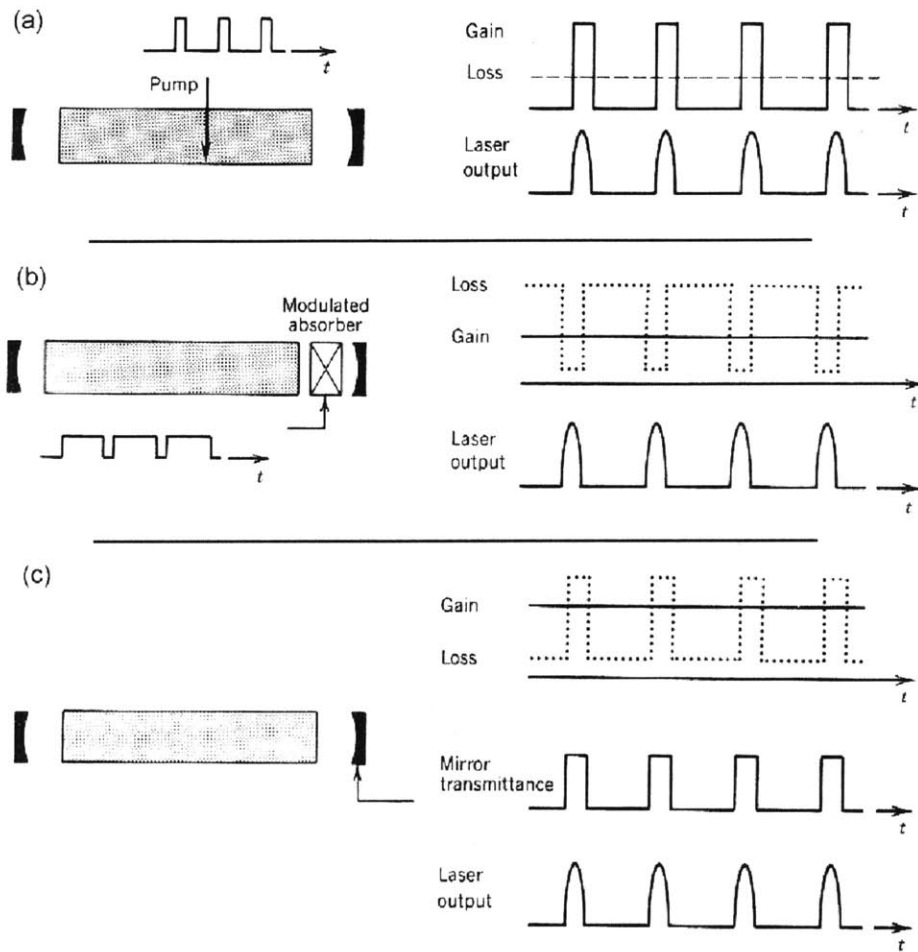 (a)
t
Pump
Gain
Loss
t
Laser
output
t
(b)
Modulated
absorber
t
Loss
Gain
t
Laser
output
t
(c)
Gain
Loss
t
Mirror
transmittance
t
Laser
output
t